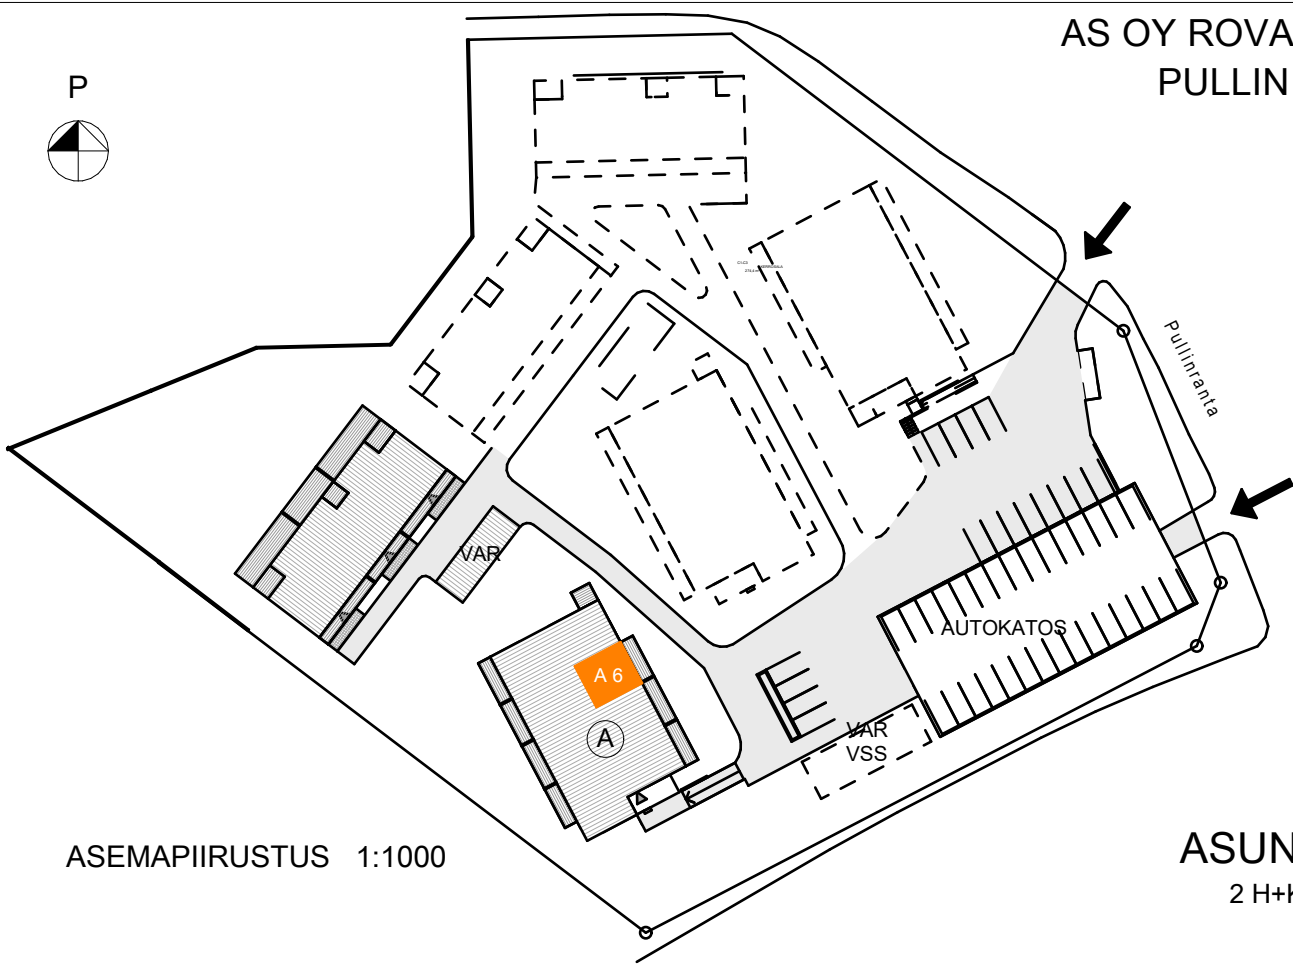 AS OY ROVA
PULLIN
P
Pullinranta
VAR
AUTOKATOS
A 6
A
VAR
VSS
ASEMAPIIRUSTUS 1:1000
ASUN
2 H+K